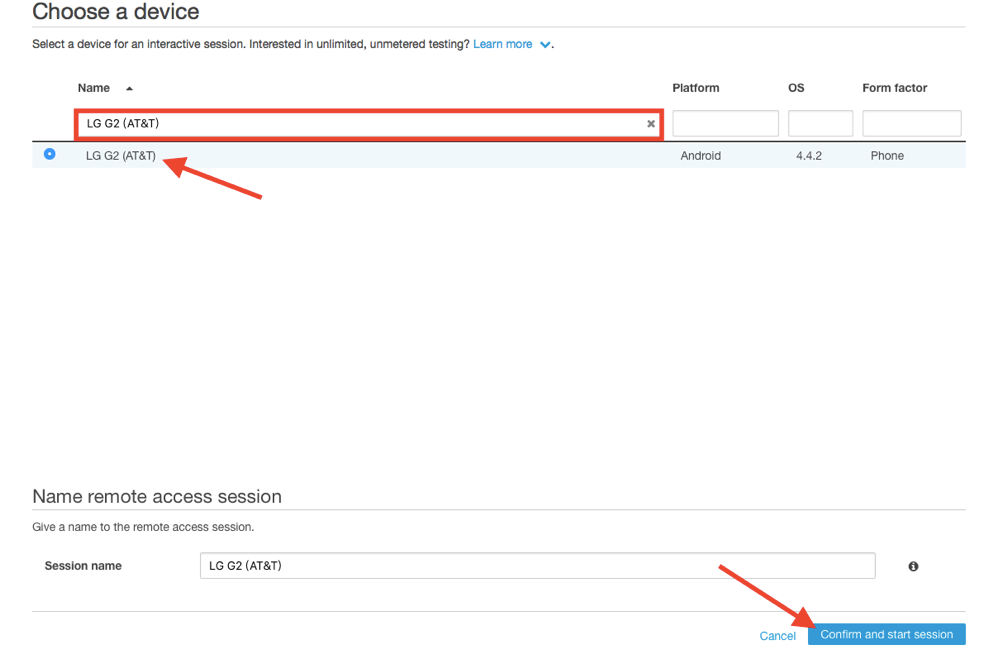 Choose a device
Select a device for an interactive session. Interested in unlimited, unmetered testing? Learn more .
Name Platform OS Form factor
LG G2 (AT&T)
LG G2 (AT&T) Android 4.4.2 Phone
Name remote access session
Give a name to the remote access session.
Session name LG G2 (AT&T)
Cancel Confirm and start session